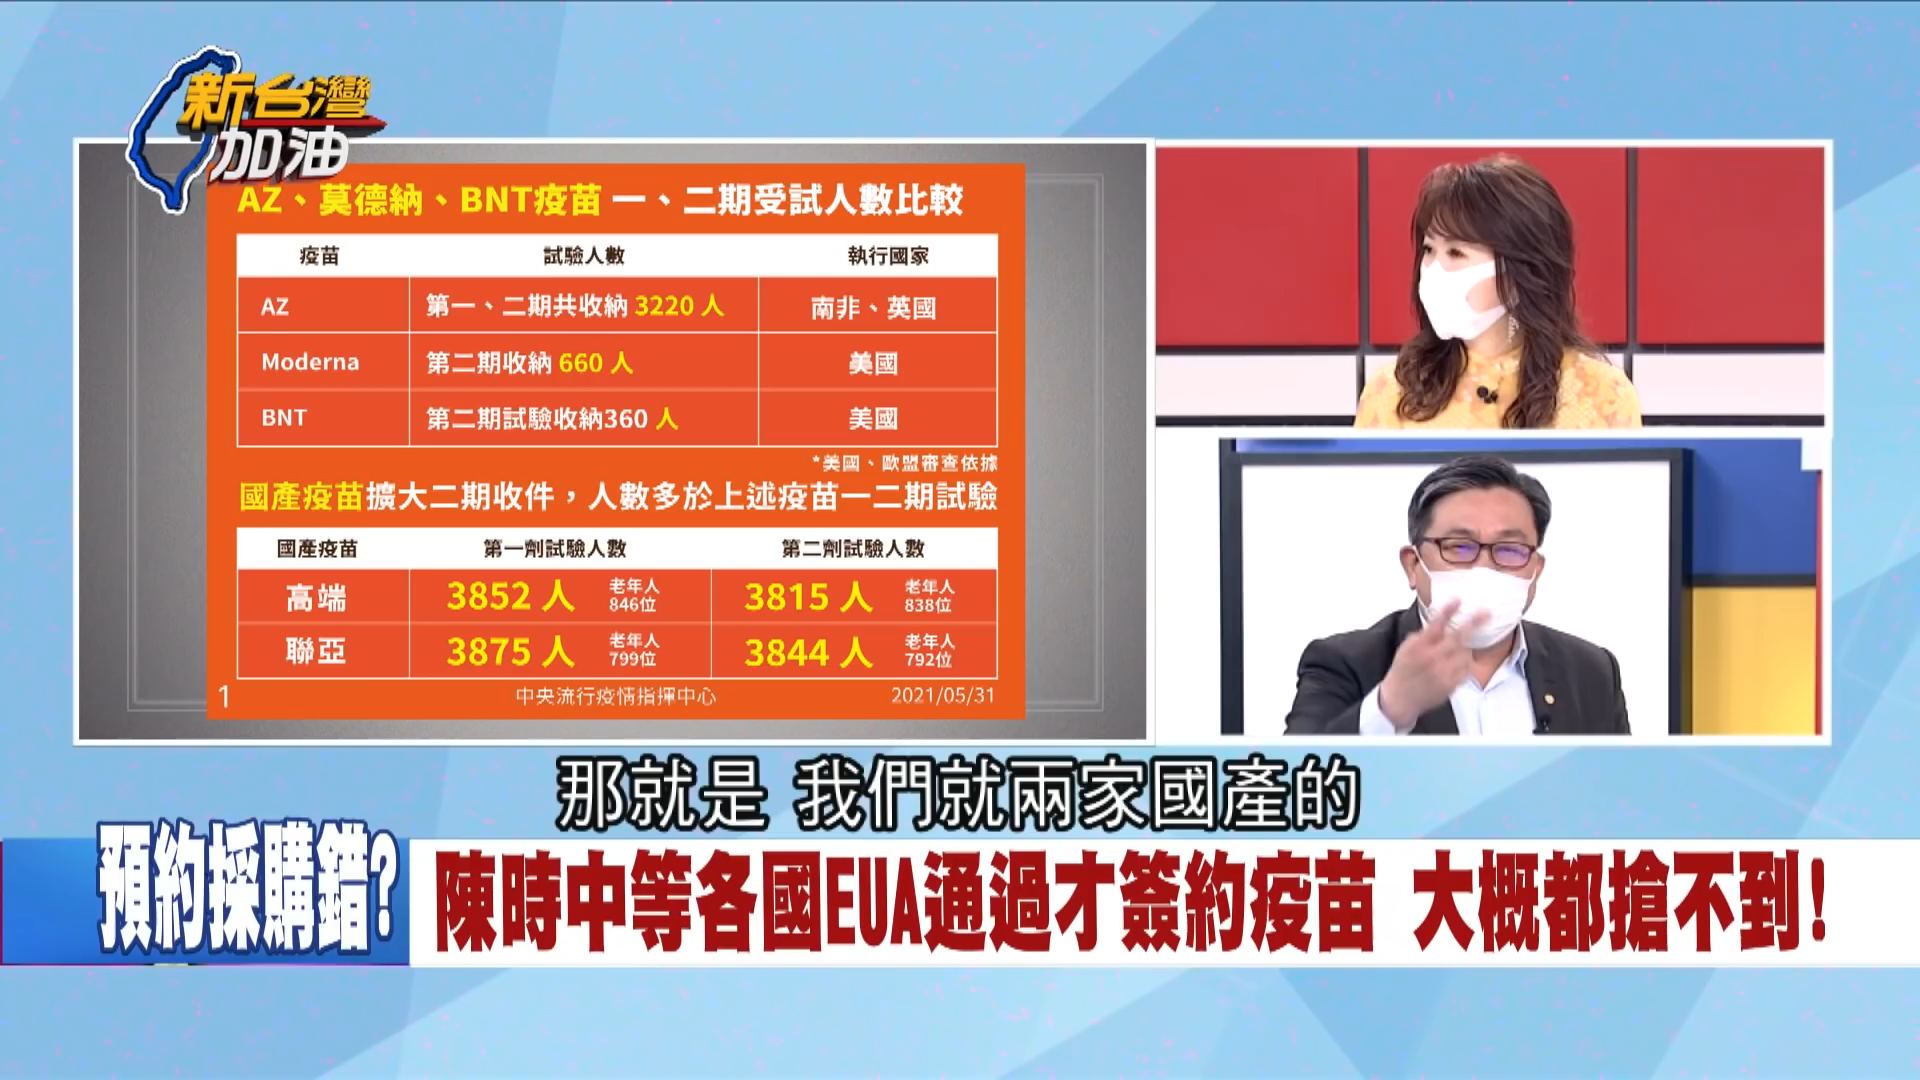 新台灣
加油
AZ、莫德納、BNT疫苗 一、二期受試人數比較
疫苗 試驗人數 執行國家
AZ 第一、二期共收納 3220 人 南非、英國
Moderna 第二期收納 660 人 美國
BNT 第二期試驗收納360 人 美國
*美國、歐盟審查依據
國產疫苗擴大二期收件，人數多於上述疫苗一二期試驗
國產疫苗 第一劑試驗人數 第二劑試驗人數
高端 3852 人 老年人 846位 3815 人 老年人 838位
聯亞 3875 人 老年人 799位 3844 人 老年人 792位
1 中央流行疫情指揮中心 2021/05/31
那就是 我們就兩家國產的
預約採購錯?
陳時中等各國EUA通過才簽約疫苗 大概都搶不到!